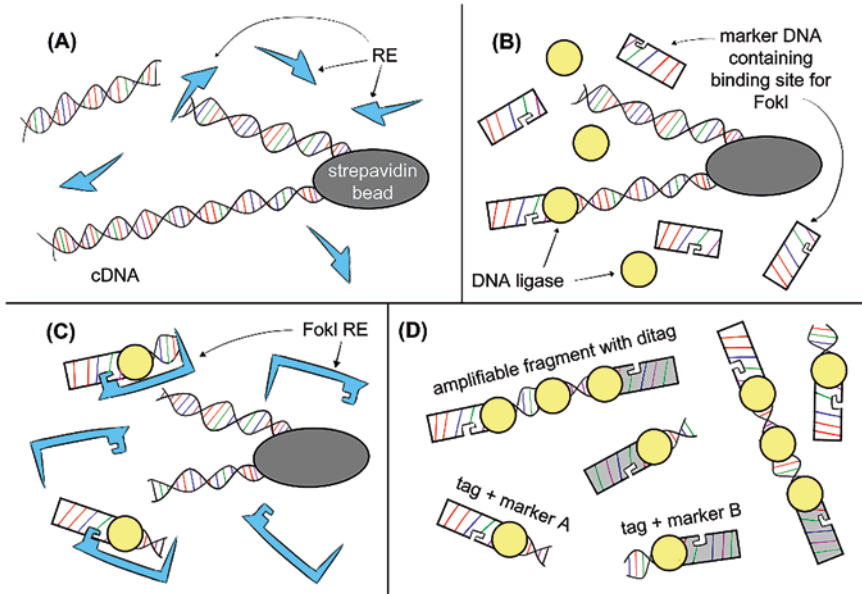 (A)
RE
strepavidin
bead
cDNA
(B)
marker DNA
containing
binding site for
FokI
DNA ligase
(C)
FokI RE
(D)
amplifiable fragment with ditag
tag + marker A
tag + marker B